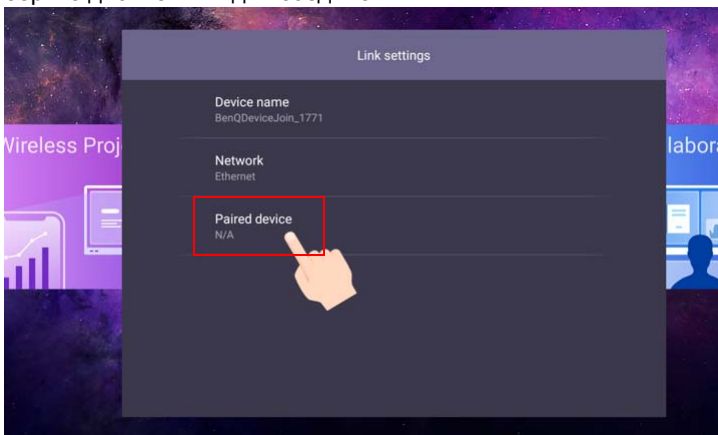 Link settings
Device name
BenQDeviceJoin_1771
Wireless Proj
labora
Network
Ethernet
Paired device
N/A